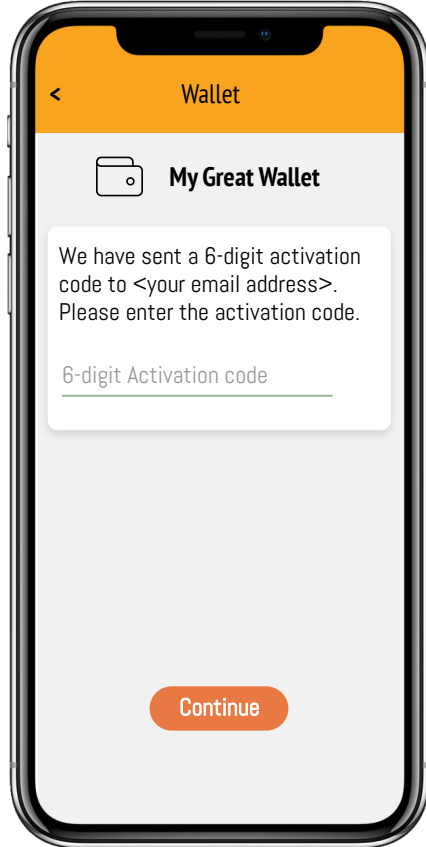 < Wallet
My Great Wallet
We have sent a 6-digit activation
code to <your email address>.
Please enter the activation code.
6-digit Activation code
Continue